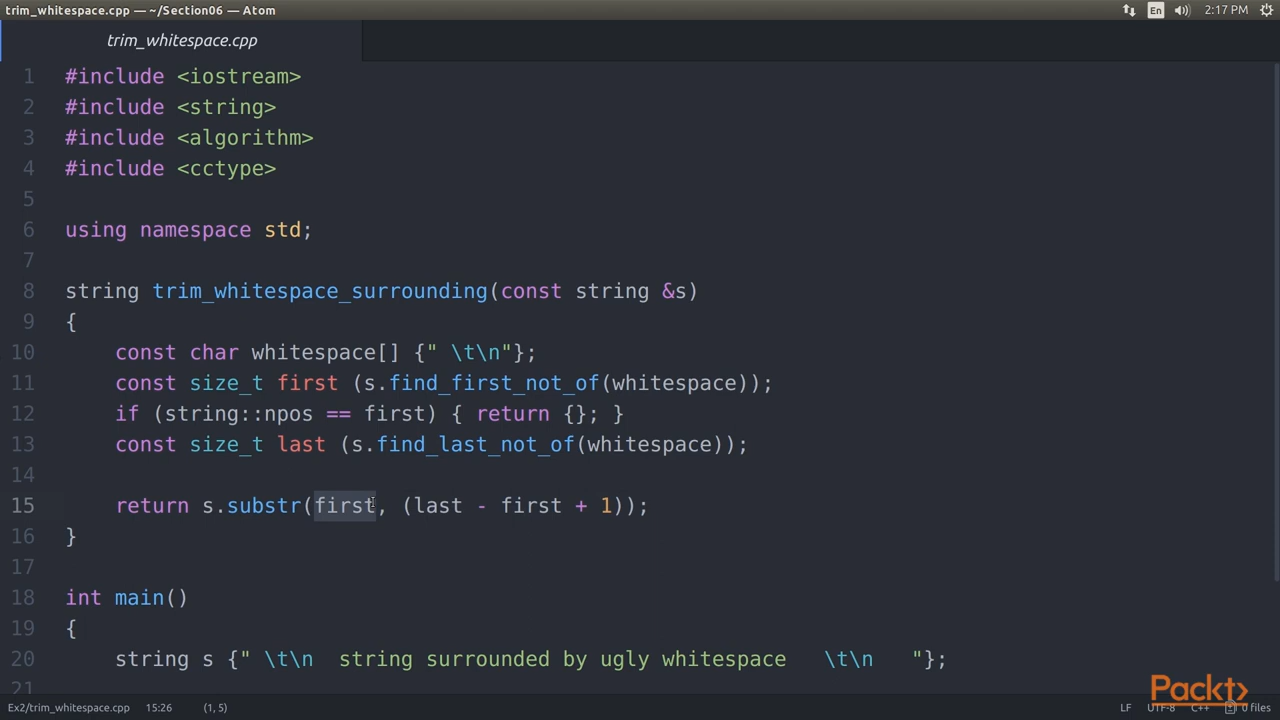 trim_whitespace.cpp — ~/Section06 — Atom
En
2:17 PM
trim_whitespace.cpp
1 #include <iostream>
2 #include <string>
3 #include <algorithm>
4 #include <cctype>
5
6 using namespace std;
7
8 string trim_whitespace_surrounding(const string &s)
9 {
10 const char whitespace[] {" \t\n"};
11 const size_t first (s.find_first_not_of(whitespace));
12 if (string::npos == first) { return {}; }
13 const size_t last (s.find_last_not_of(whitespace));
14
15 return s.substr(first, (last - first + 1));
16 }
17
18 int main()
19 {
20 string s {" \t\n  string surrounded by ugly whitespace   \t\n   "};
21
Packt>
Ex2/trim_whitespace.cpp 15:26 (1, 5) LF UTF-8 C++ 0 files